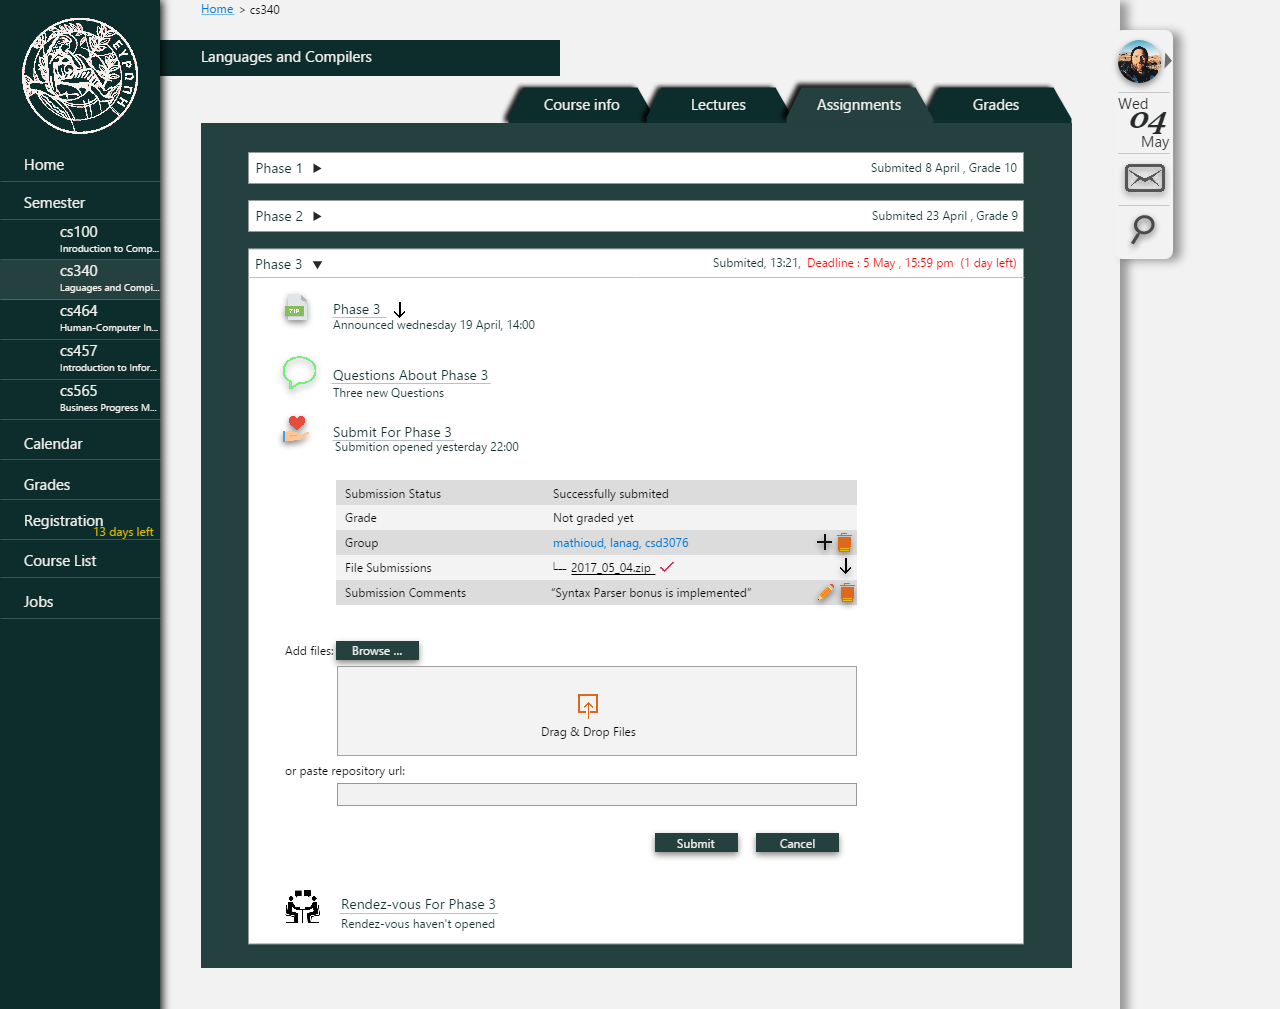 Home > cs340
Languages and Compilers
Course info
Lectures
Assignments
Grades
ΕΥΡΩΠΗ
Home
Semester
cs100
Inroduction to Comp...
cs340
Laguages and Compi...
cs464
Human-Computer In...
cs457
Introduction to Infor...
cs565
Business Progress M...
Calendar
Grades
Registration
13 days left
Course List
Jobs
Phase 1
Submited 8 April , Grade 10
Phase 2
Submited 23 April , Grade 9
Phase 3
Submited, 13:21, Deadline : 5 May , 15:59 pm (1 day left)
ZIP
Phase 3
Announced wednesday 19 April, 14:00
Questions About Phase 3
Three new Questions
Submit For Phase 3
Submition opened yesterday 22:00
Submission Status Successfully submited
Grade Not graded yet
Group mathioud, lanag, csd3076
File Submissions 2017_05_04.zip
Submission Comments “Syntax Parser bonus is implemented”
Add files: Browse ...
Drag & Drop Files
or paste repository url:
Submit
Cancel
Rendez-vous For Phase 3
Rendez-vous haven't opened
Wed
04
May